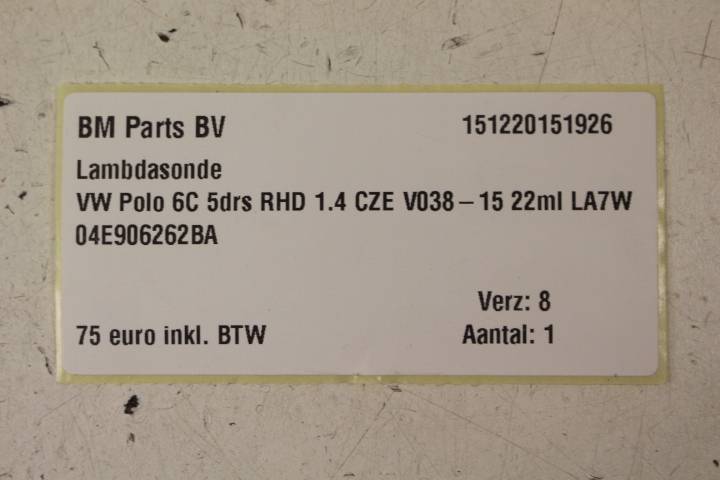 BM Parts BV 151220151926
Lambdasonde
VW Polo 6C 5drs RHD 1.4 CZE V038 – 15 22ml LA7W
04E906262BA
Verz: 8
75 euro inkl. BTW Aantal: 1